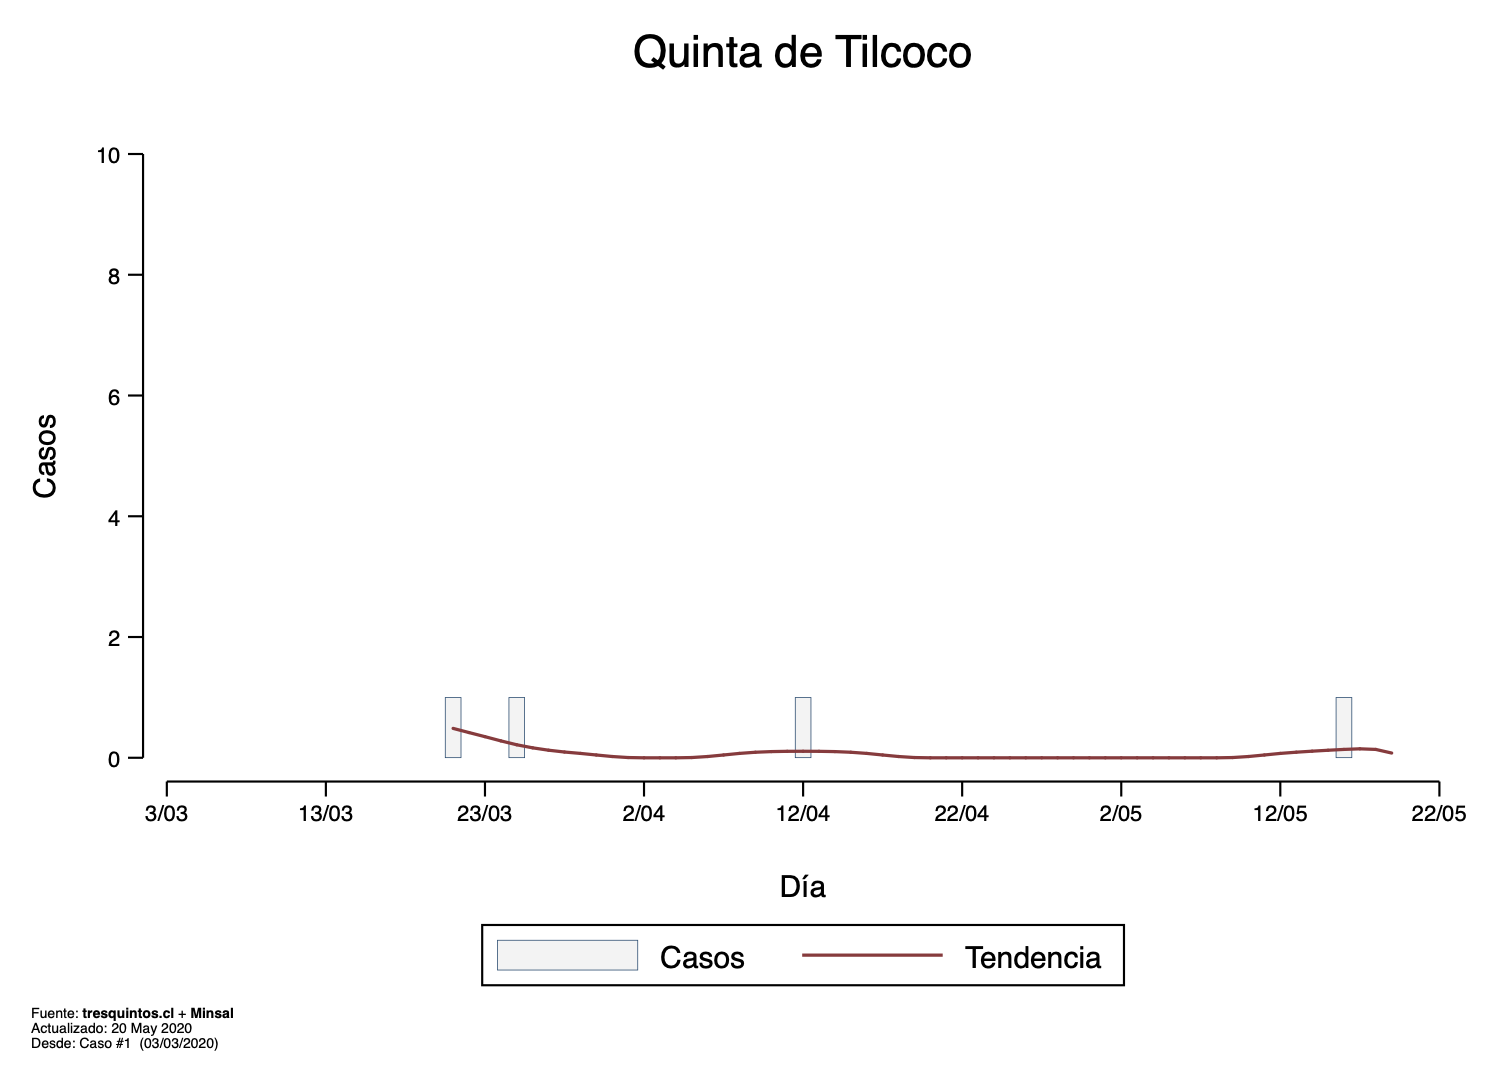 Quinta de Tilcoco
10
8
6
4
2
0
Casos
3/03 13/03 23/03 2/04 12/04 22/04 2/05 12/05 22/05
Día
Casos Tendencia
Fuente: tresquintos.cl + Minsal
Actualizado: 20 May 2020
Desde: Caso #1 (03/03/2020)